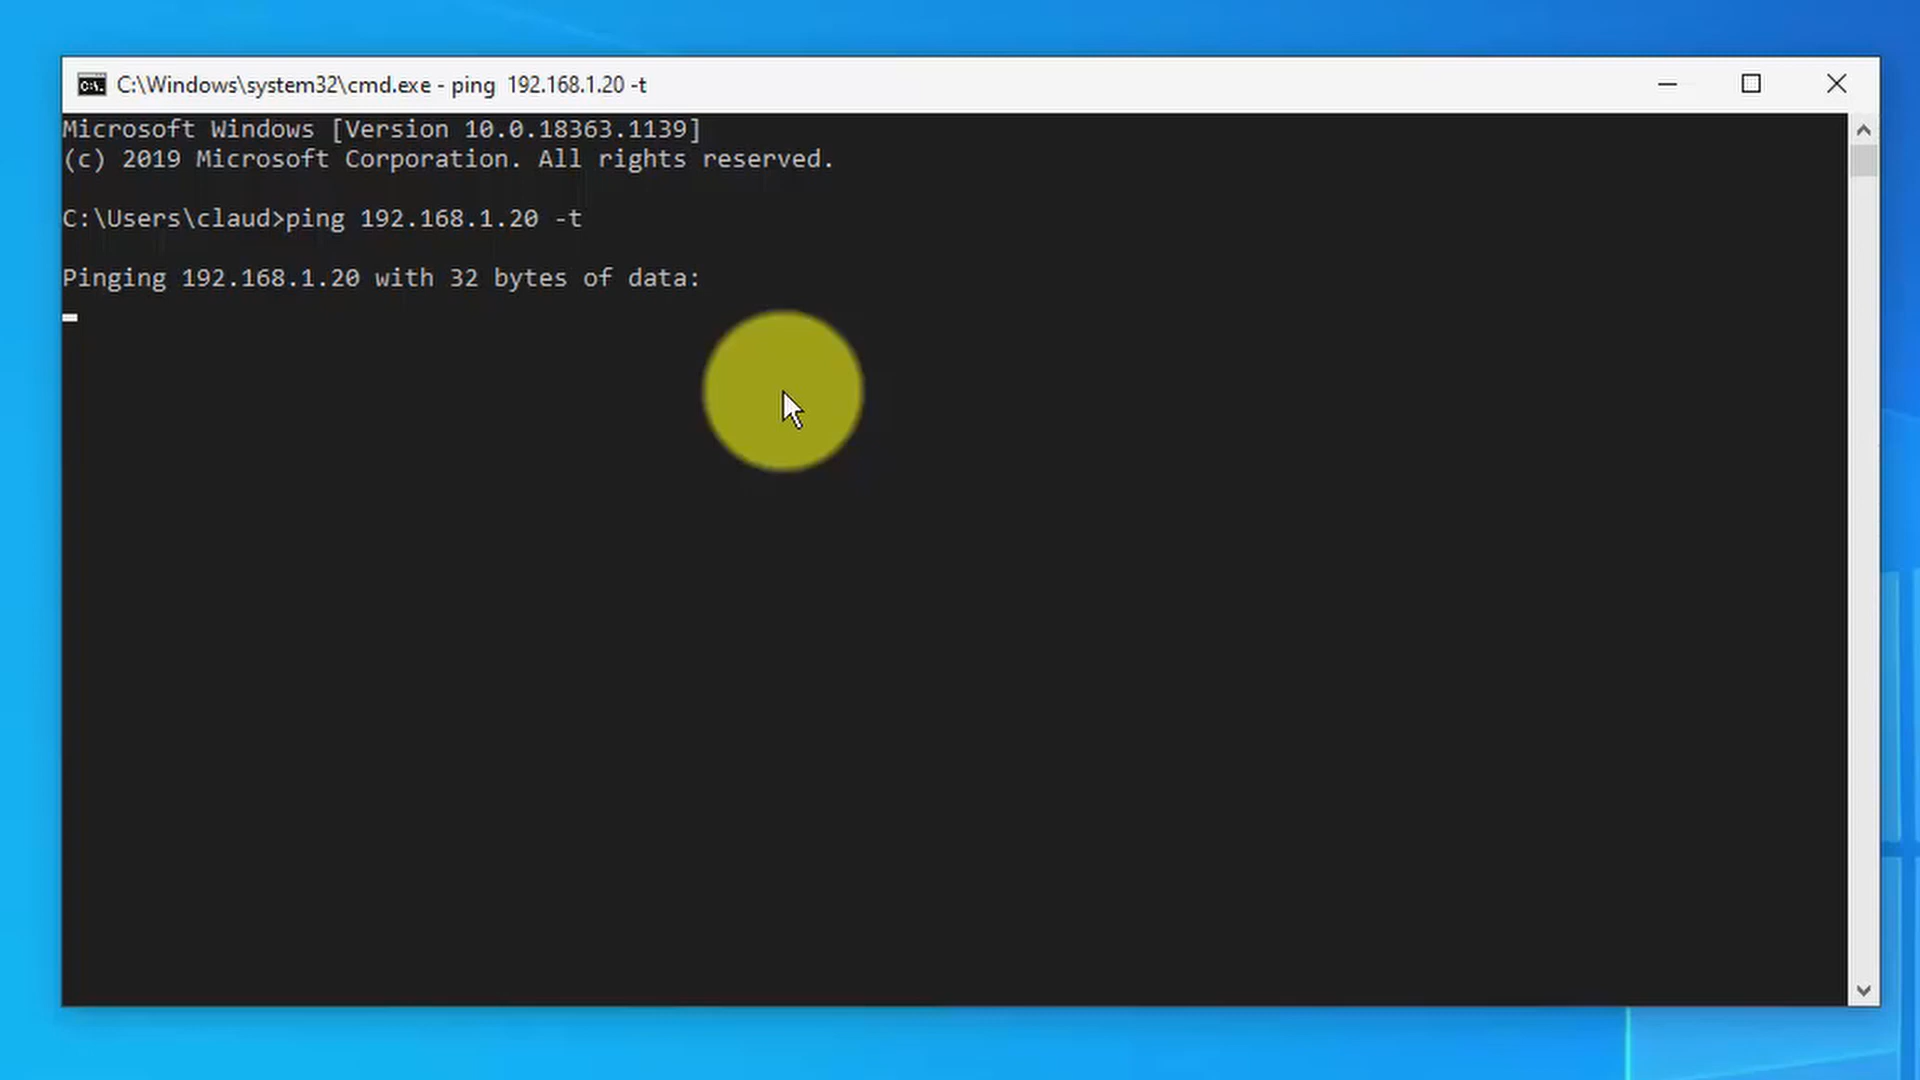 C:\Windows\system32\cmd.exe - ping  192.168.1.20 -t
Microsoft Windows [Version 10.0.18363.1139]
(c) 2019 Microsoft Corporation. All rights reserved.
C:\Users\claud>ping 192.168.1.20 -t
Pinging 192.168.1.20 with 32 bytes of data: